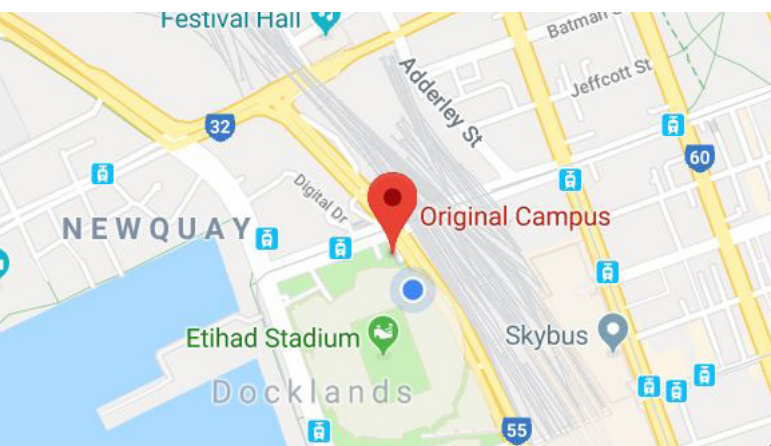 Festival Hall
Batman
Jeffcott St
Adderley St
32
60
Digital Dr
NEWQUAY
Original Campus
Etihad Stadium
Skybus
Docklands
55